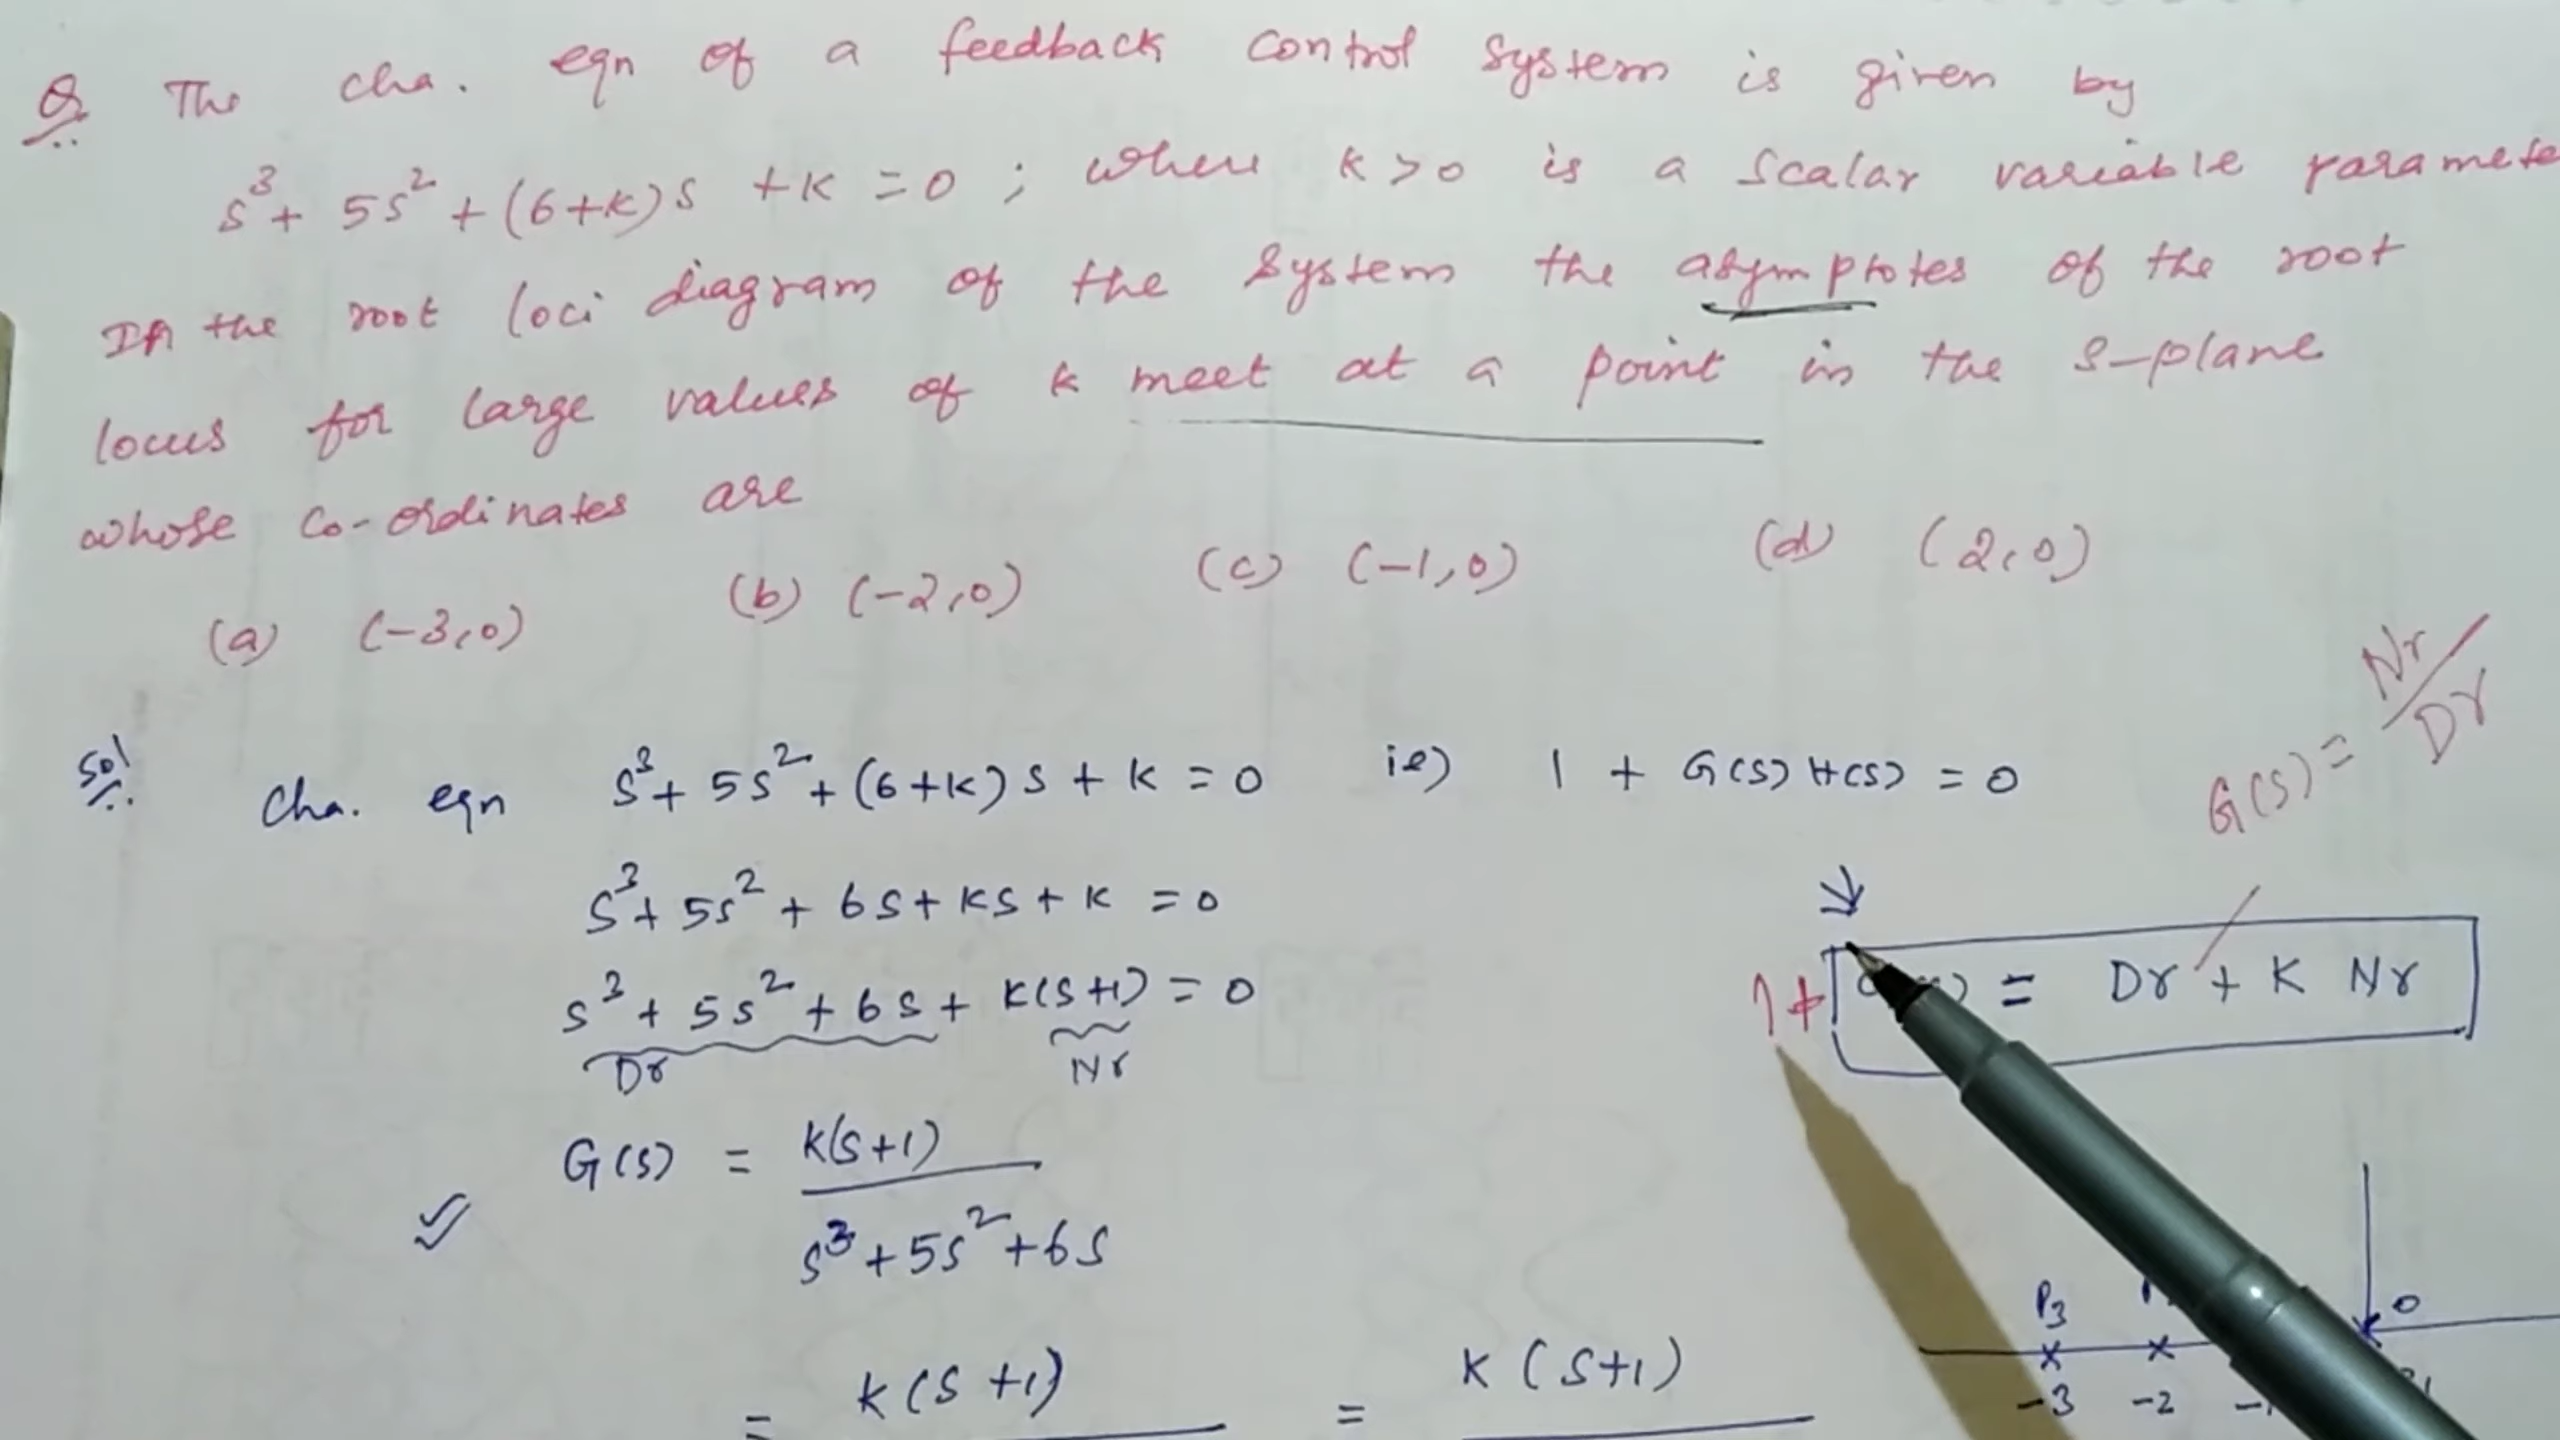 Q The cha. eqn of a feedback control system is given by
s³ + 5s² + (6+k)s + k = 0 ; where k > 0 is a scalar variable paramete
In the root loci diagram of the system the asymptotes of the root
locus for large values of k meet at a point in the s-plane
whose co-ordinates are
(a) (-3,0) (b) (-2,0) (c) (-1,0) (d) (2,0)
Sol Cha. eqn s³ + 5s² + (6+k)s + k = 0 ie) 1 + G(s)H(s) = 0
G(s) = Nr/Dr
s³ + 5s² + 6s + ks + k = 0
s³ + 5s² + 6s + k(s+1) = 0
Dr Nr
1+ = Dr + K Nr
G(s) = k(s+1)
s³ + 5s² + 6s
= k(s+1) = k(s+1)
P3 0
-3 -2